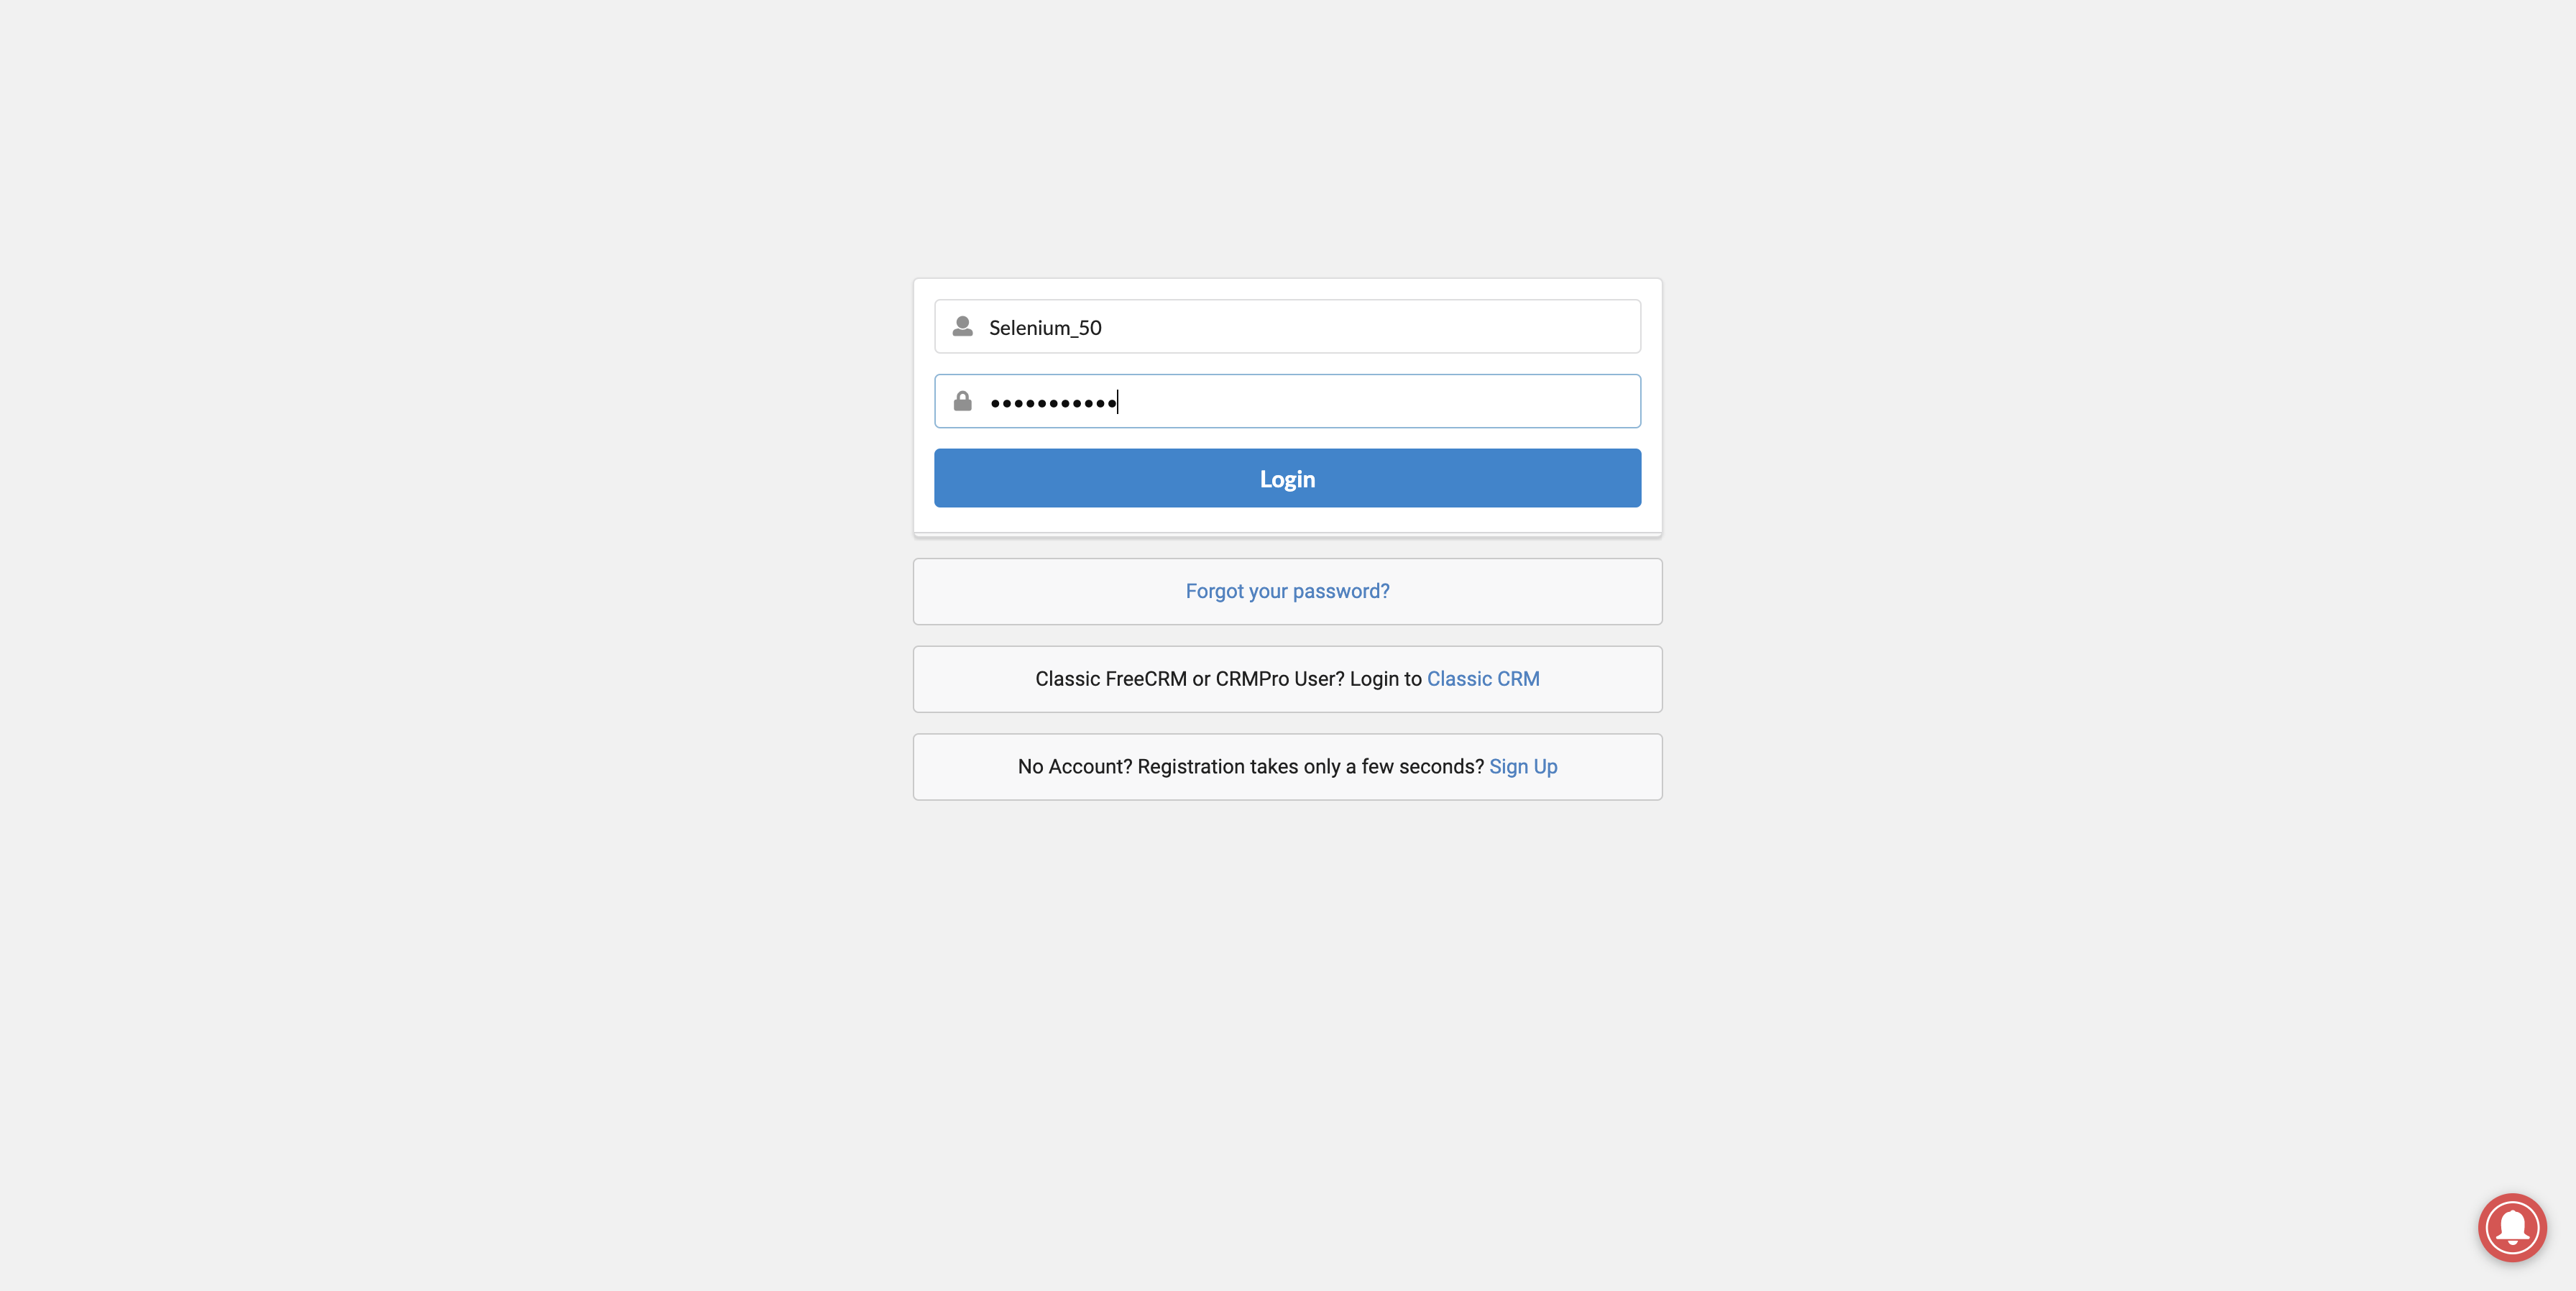 Selenium_50
•••••••••••
Login
Forgot your password?
Classic FreeCRM or CRMPro User? Login to Classic CRM
No Account? Registration takes only a few seconds? Sign Up